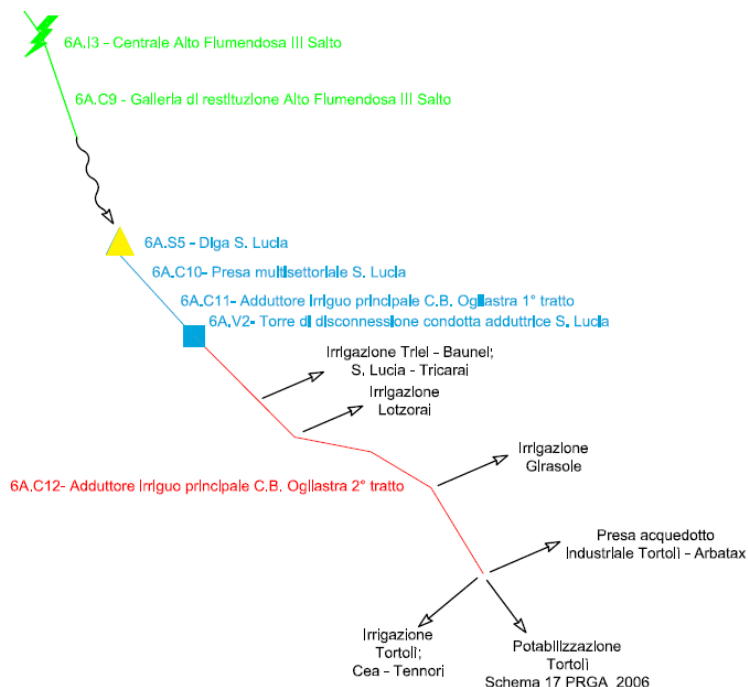 6A.I3 - Centrale Alto Flumendosa III Salto
6A.C9 - Galleria di restituzione Alto Flumendosa III Salto
6A.S5 - Diga S. Lucia
6A.C10- Presa multisettoriale S. Lucia
6A.C11- Adduttore irriguo principale C.B. Ogliastra 1° tratto
6A.V2- Torre di disconnessione condotta adduttrice S. Lucia
Irrigazione Triei - Baunei;
S. Lucia - Tricarai
Irrigazione
Lotzorai
Irrigazione
Girasole
6A.C12- Adduttore irriguo principale C.B. Ogliastra 2° tratto
Presa acquedotto
Industriale Tortolì - Arbatax
Irrigazione
Tortolì;
Cea - Tennori
Potabilizzazione
Tortolì
Schema 17 PRGA 2006